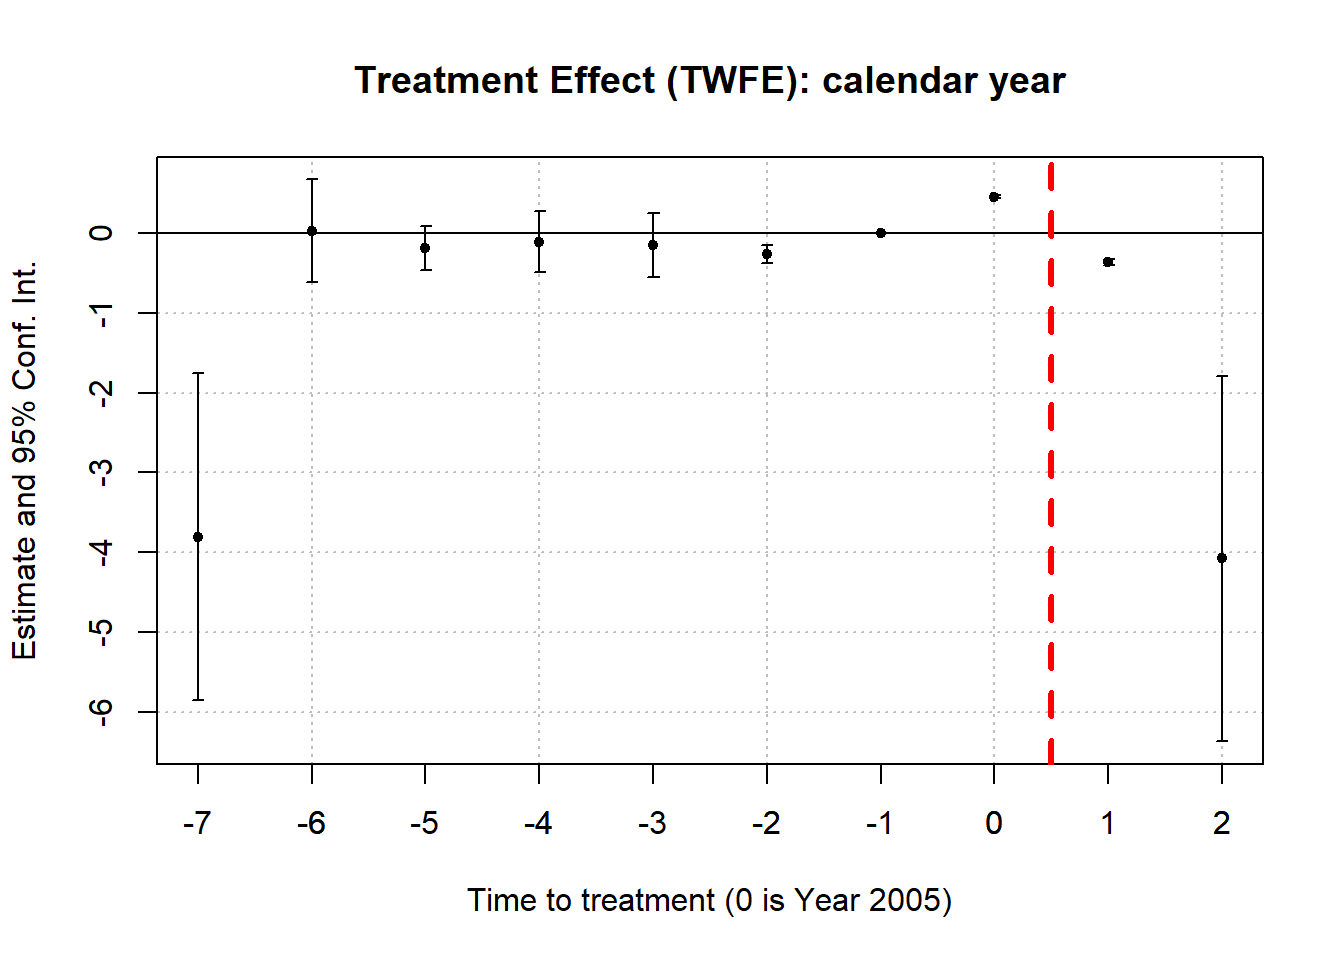 Treatment Effect (TWFE): calendar year
Estimate and 95% Conf. Int.
0
-1
-2
-3
-4
-5
-6
-7 -6 -5 -4 -3 -2 -1 0 1 2
Time to treatment (0 is Year 2005)